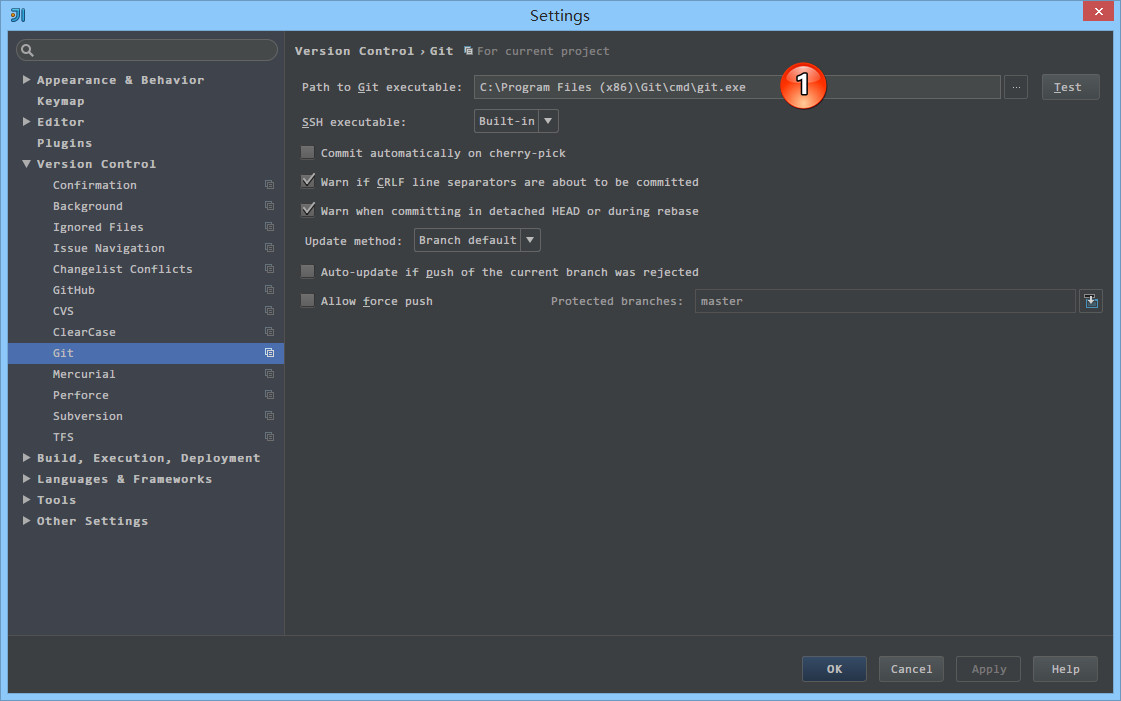 Settings
Version Control › Git For current project
Appearance & Behavior
Keymap
Editor
Plugins
Version Control
Confirmation
Background
Ignored Files
Issue Navigation
Changelist Conflicts
GitHub
CVS
ClearCase
Git
Mercurial
Perforce
Subversion
TFS
Build, Execution, Deployment
Languages & Frameworks
Tools
Other Settings
Path to Git executable: C:\Program Files (x86)\Git\cmd\git.exe 1 ... Test
SSH executable: Built-in
Commit automatically on cherry-pick
Warn if CRLF line separators are about to be committed
Warn when committing in detached HEAD or during rebase
Update method: Branch default
Auto-update if push of the current branch was rejected
Allow force push Protected branches: master
OK Cancel Apply Help